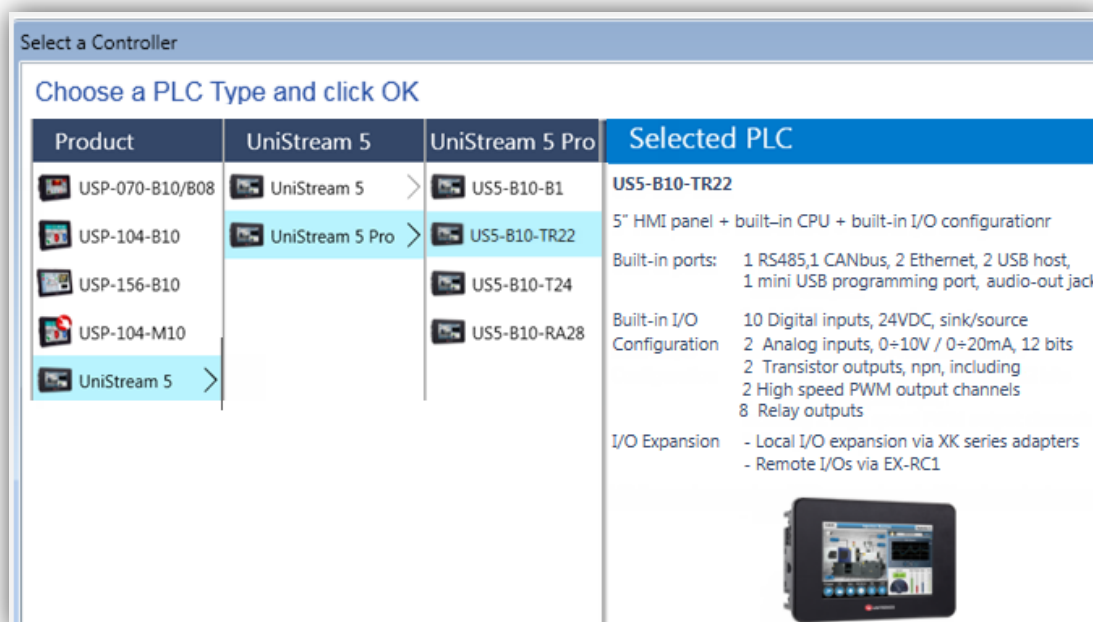 Select a Controller
Choose a PLC Type and click OK
Product
USP-070-B10/B08
USP-104-B10
USP-156-B10
USP-104-M10
UniStream 5
UniStream 5
UniStream 5
UniStream 5 Pro
UniStream 5 Pro
US5-B10-B1
US5-B10-TR22
US5-B10-T24
US5-B10-RA28
Selected PLC
US5-B10-TR22
5" HMI panel + built–in CPU + built-in I/O configurationr
Built-in ports: 1 RS485,1 CANbus, 2 Ethernet, 2 USB host,
1 mini USB programming port, audio-out jack
Built-in I/O 10 Digital inputs, 24VDC, sink/source
Configuration 2 Analog inputs, 0÷10V / 0÷20mA, 12 bits
2 Transistor outputs, npn, including
2 High speed PWM output channels
8 Relay outputs
I/O Expansion - Local I/O expansion via XK series adapters
- Remote I/Os via EX-RC1